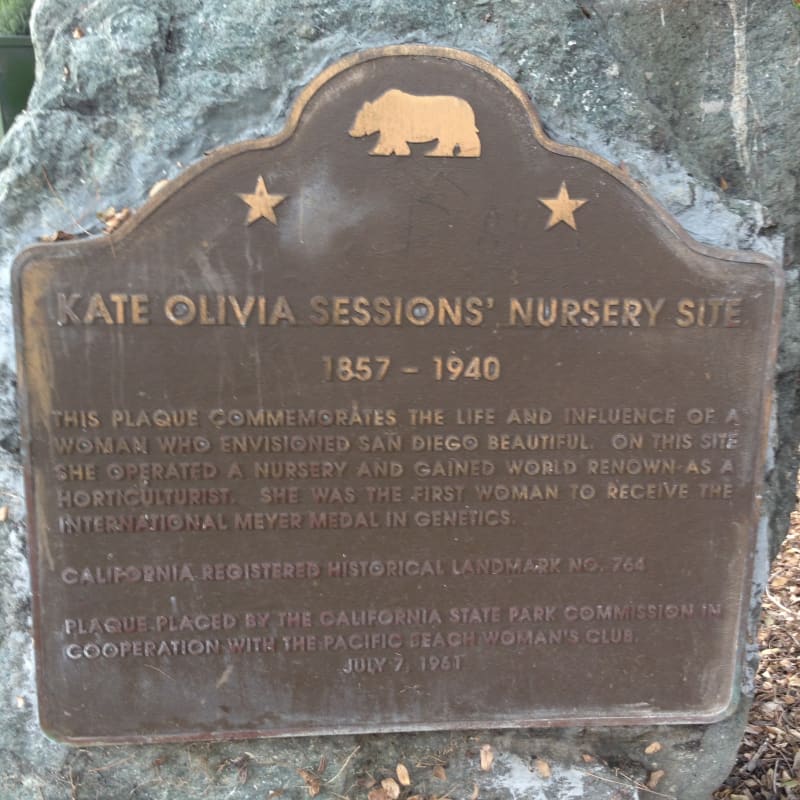 KATE OLIVIA SESSIONS' NURSERY SITE
1857 – 1940
THIS PLAQUE COMMEMORATES THE LIFE AND INFLUENCE OF A
WOMAN WHO ENVISIONED SAN DIEGO BEAUTIFUL. ON THIS SITE
SHE OPERATED A NURSERY AND GAINED WORLD RENOWN AS A
HORTICULTURIST. SHE WAS THE FIRST WOMAN TO RECEIVE THE
INTERNATIONAL MEYER MEDAL IN GENETICS.
CALIFORNIA REGISTERED HISTORICAL LANDMARK NO. 764
PLAQUE PLACED BY THE CALIFORNIA STATE PARK COMMISSION IN
COOPERATION WITH THE PACIFIC BEACH WOMAN'S CLUB.
JULY 7, 1961